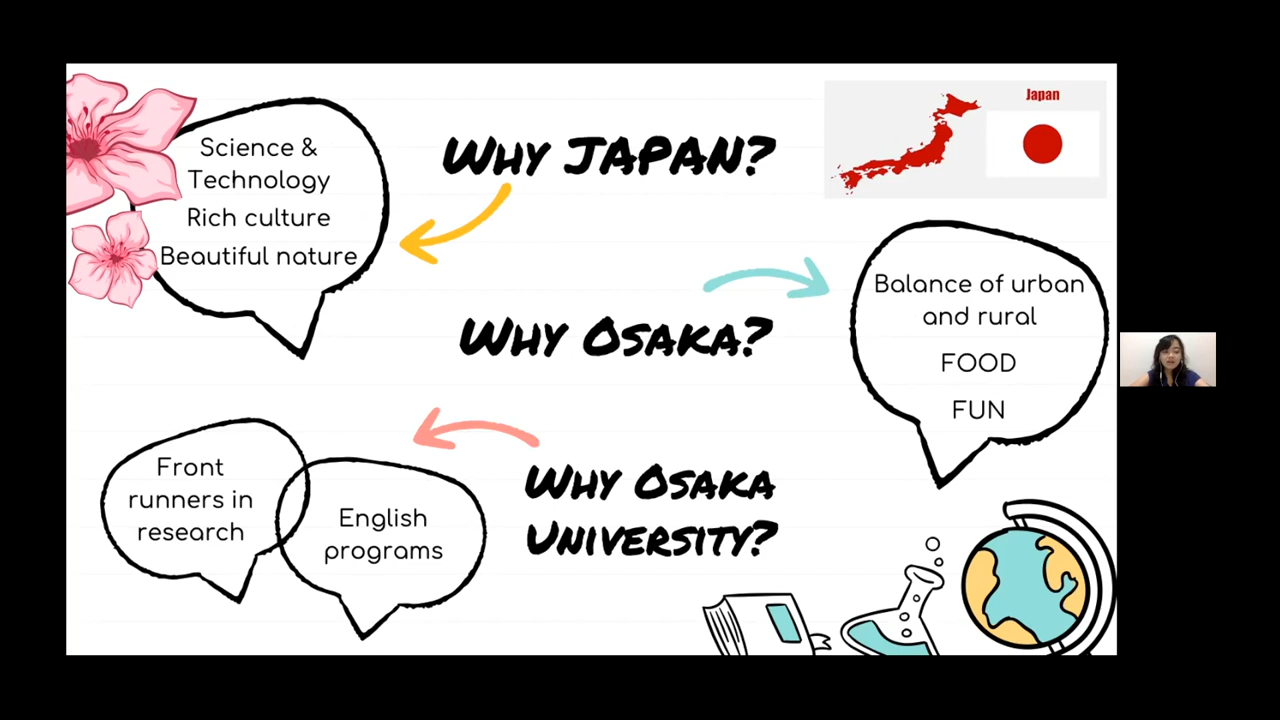 Why JAPAN?
Japan
Science &
Technology
Rich culture
Beautiful nature
Why Osaka?
Balance of urban
and rural
FOOD
FUN
Why Osaka
University?
Front
runners in
research
English
programs